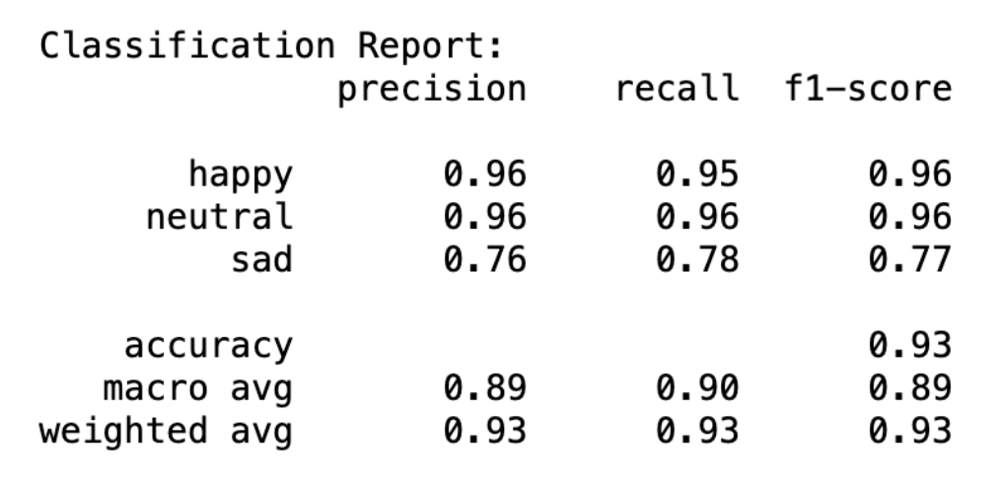 Classification Report:
precision recall f1-score
happy 0.96 0.95 0.96
neutral 0.96 0.96 0.96
sad 0.76 0.78 0.77
accuracy 0.93
macro avg 0.89 0.90 0.89
weighted avg 0.93 0.93 0.93